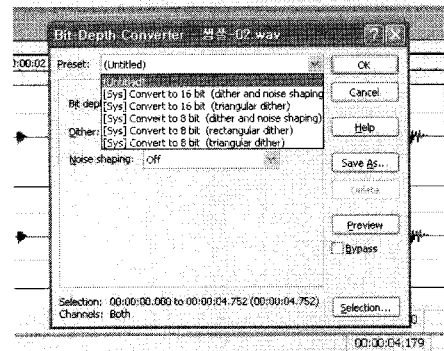 Bit-Depth Converter - 샘플-02.wav
0:00:02
Preset: (Untitled)
OK
(Untitled)
[Sys] Convert to 16 bit (dither and noise shaping
[Sys] Convert to 16 bit (triangular dither)
[Sys] Convert to 8 bit (dither and noise shaping)
[Sys] Convert to 8 bit (rectangular dither)
[Sys] Convert to 8 bit (triangular dither)
Cancel
Bit dep
Dither:
Help
Noise shaping: Off
Save As...
Delete
Preview
Bypass
Selection: 00:00:00.000 to 00:00:04.752 (00:00:04.752)
Channels: Both
Selection...
00:00:04.179